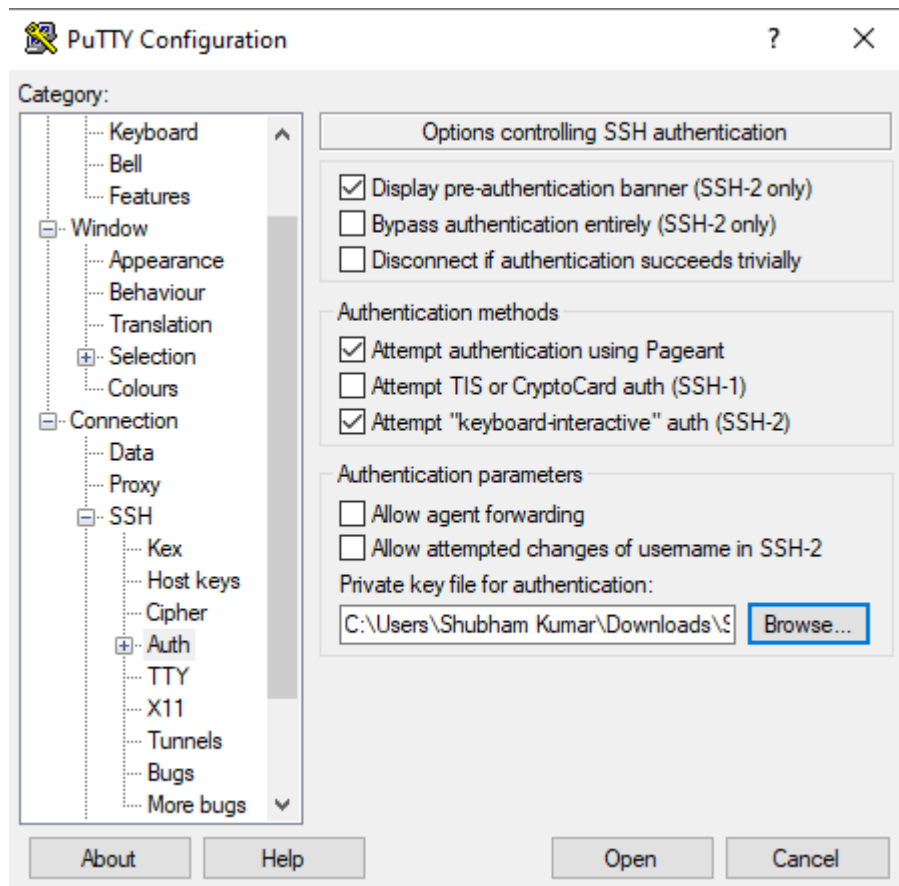 PuTTY Configuration
?
Category:
Keyboard
Bell
Features
Window
Appearance
Behaviour
Translation
Selection
Colours
Connection
Data
Proxy
SSH
Kex
Host keys
Cipher
Auth
TTY
X11
Tunnels
Bugs
More bugs
Options controlling SSH authentication
Display pre-authentication banner (SSH-2 only)
Bypass authentication entirely (SSH-2 only)
Disconnect if authentication succeeds trivially
Authentication methods
Attempt authentication using Pageant
Attempt TIS or CryptoCard auth (SSH-1)
Attempt "keyboard-interactive" auth (SSH-2)
Authentication parameters
Allow agent forwarding
Allow attempted changes of username in SSH-2
Private key file for authentication:
C:\Users\Shubham Kumar\Downloads\S Browse...
About Help Open Cancel